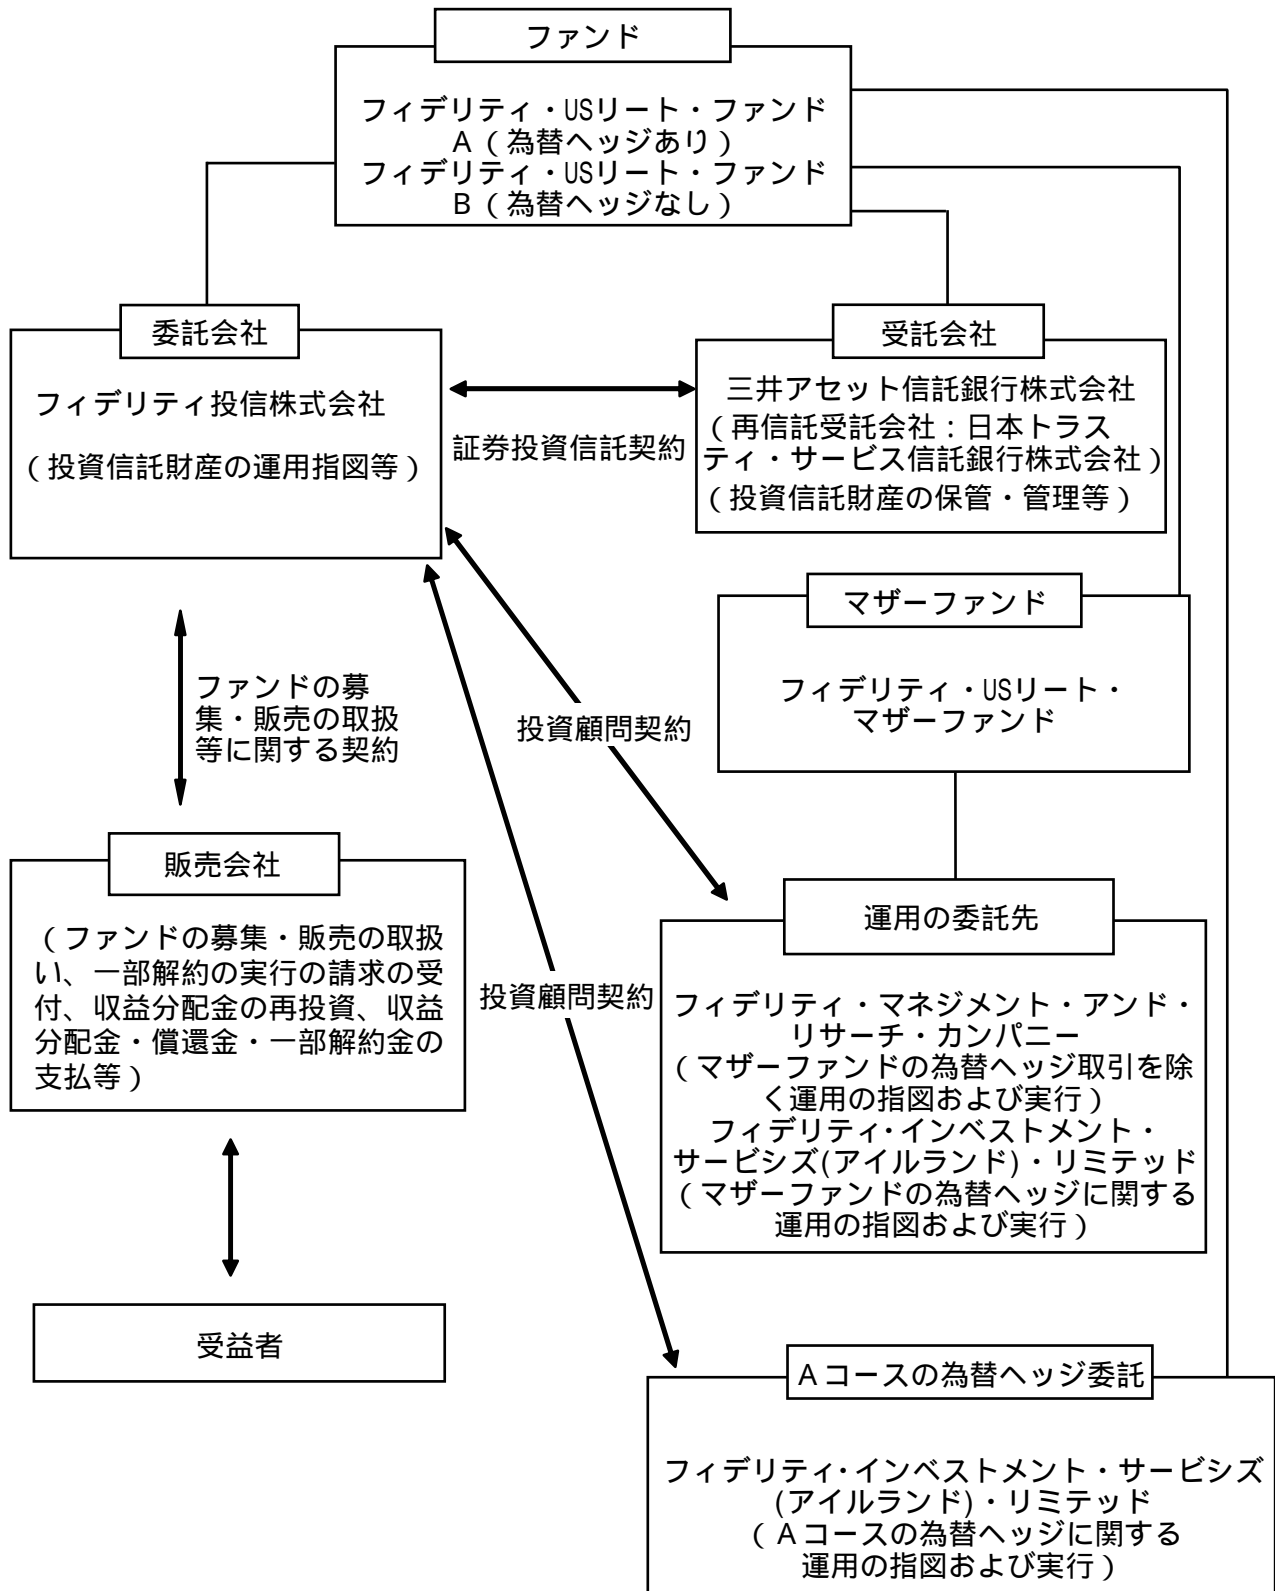 ファンド
フィデリティ・USリート・ファンド
A（為替ヘッジあり）
フィデリティ・USリート・ファンド
B（為替ヘッジなし）
委託会社
フィデリティ投信株式会社
（投資信託財産の運用指図等）
証券投資信託契約
受託会社
三井アセット信託銀行株式会社
（再信託受託会社：日本トラス
ティ・サービス信託銀行株式会社）
（投資信託財産の保管・管理等）
マザーファンド
フィデリティ・USリート・
マザーファンド
ファンドの募
集・販売の取扱
等に関する契約
投資顧問契約
販売会社
（ファンドの募集・販売の取扱
い、一部解約の実行の請求の受
付、収益分配金の再投資、収益
分配金・償還金・一部解約金の
支払等）
投資顧問契約
運用の委託先
フィデリティ・マネジメント・アンド・
リサーチ・カンパニー
（マザーファンドの為替ヘッジ取引を除
く運用の指図および実行）
フィデリティ・インベストメント・
サービシズ(アイルランド)・リミテッド
（マザーファンドの為替ヘッジに関する
運用の指図および実行）
受益者
Aコースの為替ヘッジ委託
フィデリティ・インベストメント・サービシズ
(アイルランド)・リミテッド
（Aコースの為替ヘッジに関する
運用の指図および実行）